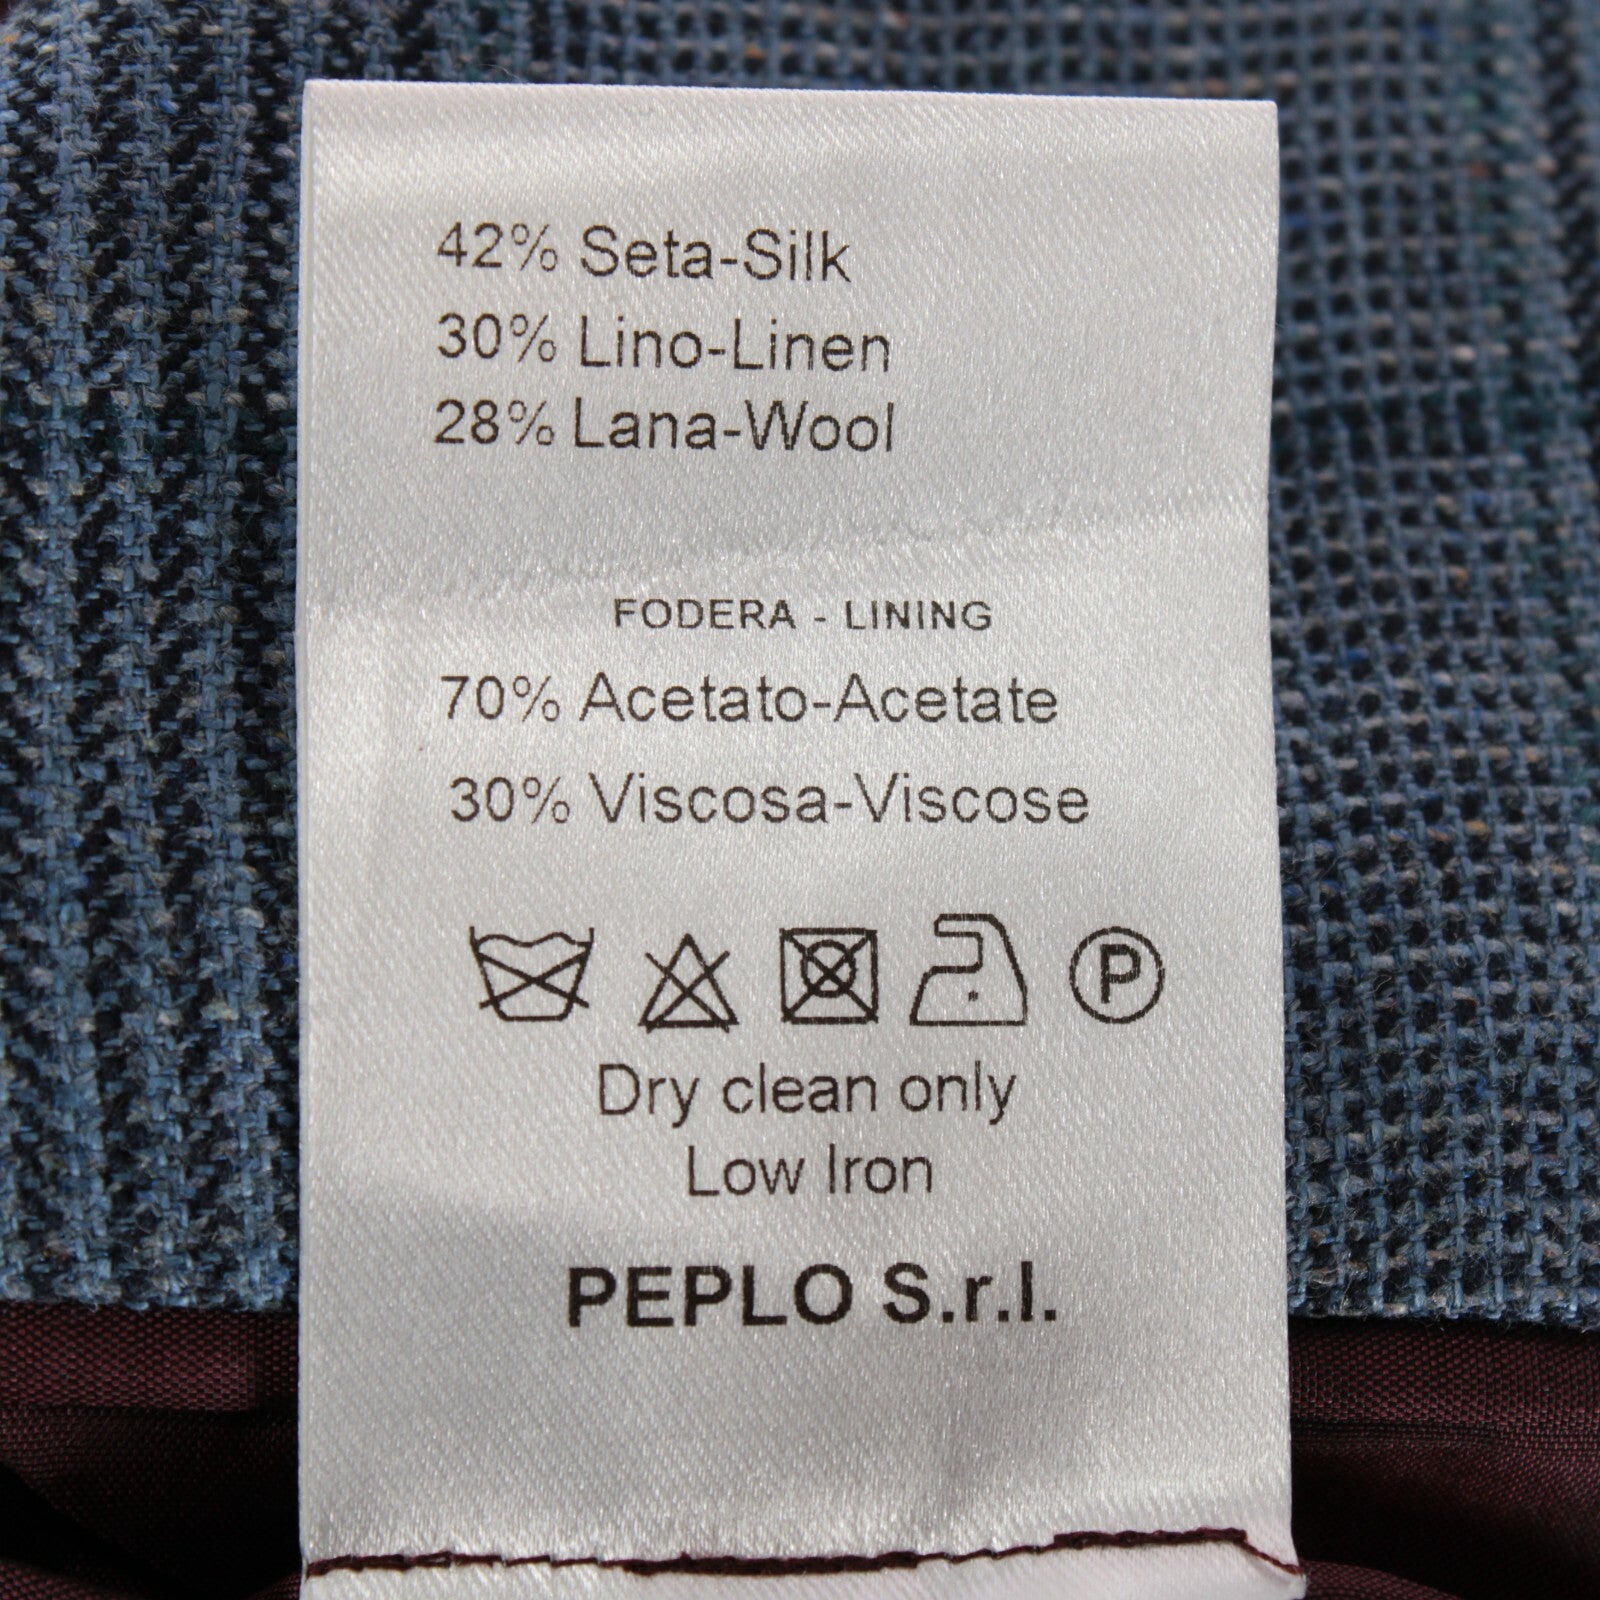 42% Seta-Silk
30% Lino-Linen
28% Lana-Wool
FODERA - LINING
70% Acetato-Acetate
30% Viscosa-Viscose
P
Dry clean only
Low Iron
PEPLO S.r.l.